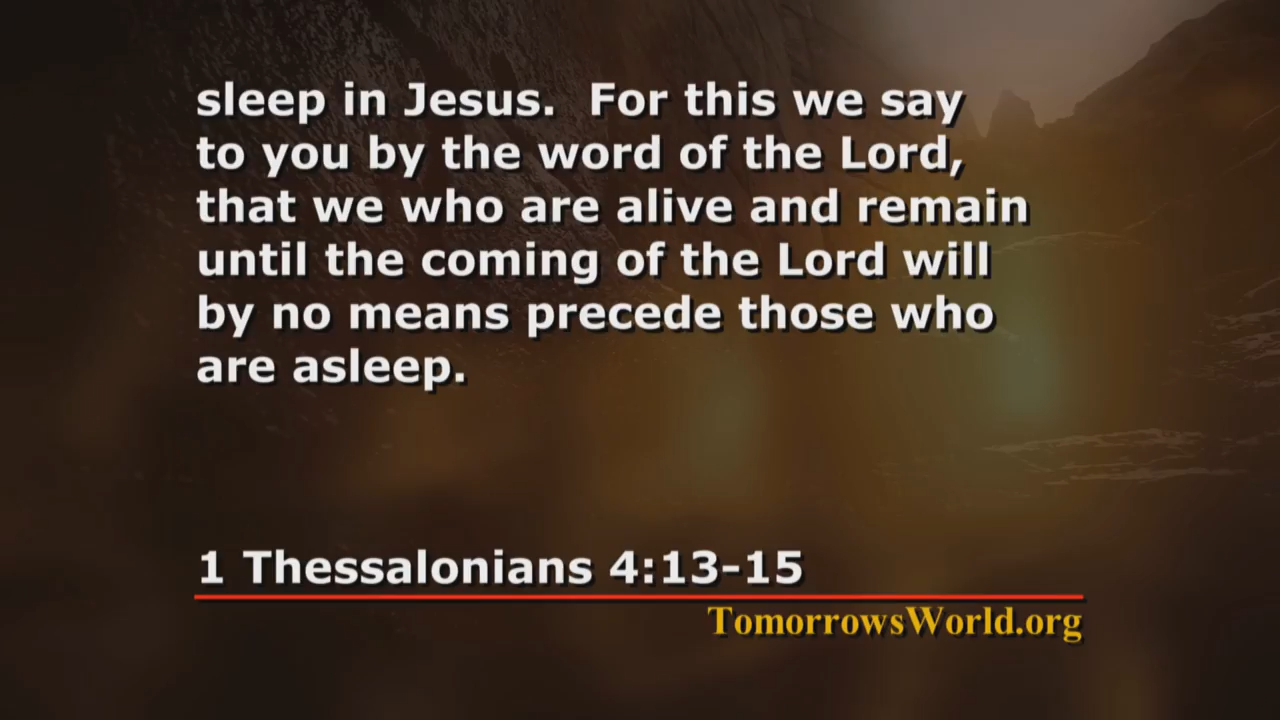 sleep in Jesus.  For this we say
to you by the word of the Lord,
that we who are alive and remain
until the coming of the Lord will
by no means precede those who
are asleep.
1 Thessalonians 4:13-15
TomorrowsWorld.org